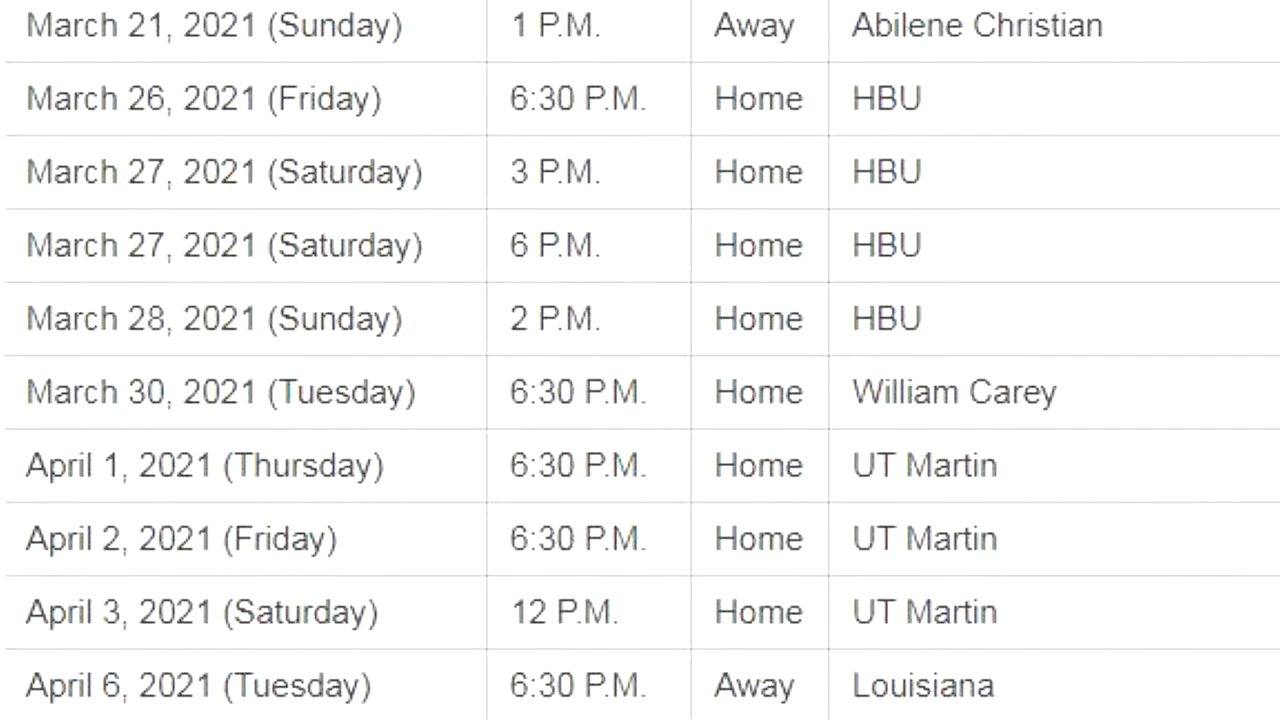 March 21, 2021 (Sunday) 1 P.M. Away Abilene Christian
March 26, 2021 (Friday) 6:30 P.M. Home HBU
March 27, 2021 (Saturday) 3 P.M. Home HBU
March 27, 2021 (Saturday) 6 P.M. Home HBU
March 28, 2021 (Sunday) 2 P.M. Home HBU
March 30, 2021 (Tuesday) 6:30 P.M. Home William Carey
April 1, 2021 (Thursday) 6:30 P.M. Home UT Martin
April 2, 2021 (Friday) 6:30 P.M. Home UT Martin
April 3, 2021 (Saturday) 12 P.M. Home UT Martin
April 6, 2021 (Tuesday) 6:30 P.M. Away Louisiana